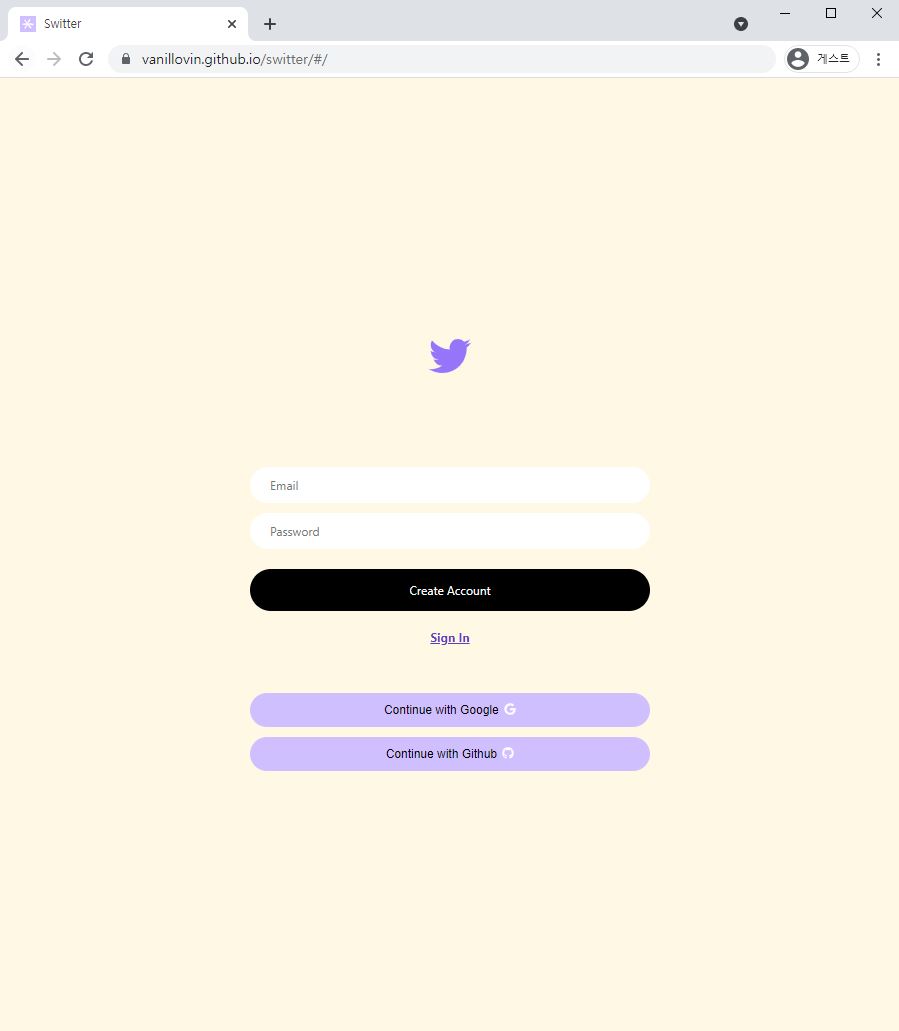 Switter
vanillovin.github.io/switter/#/
게스트
Email
Password
Create Account
Sign In
Continue with Google
Continue with Github